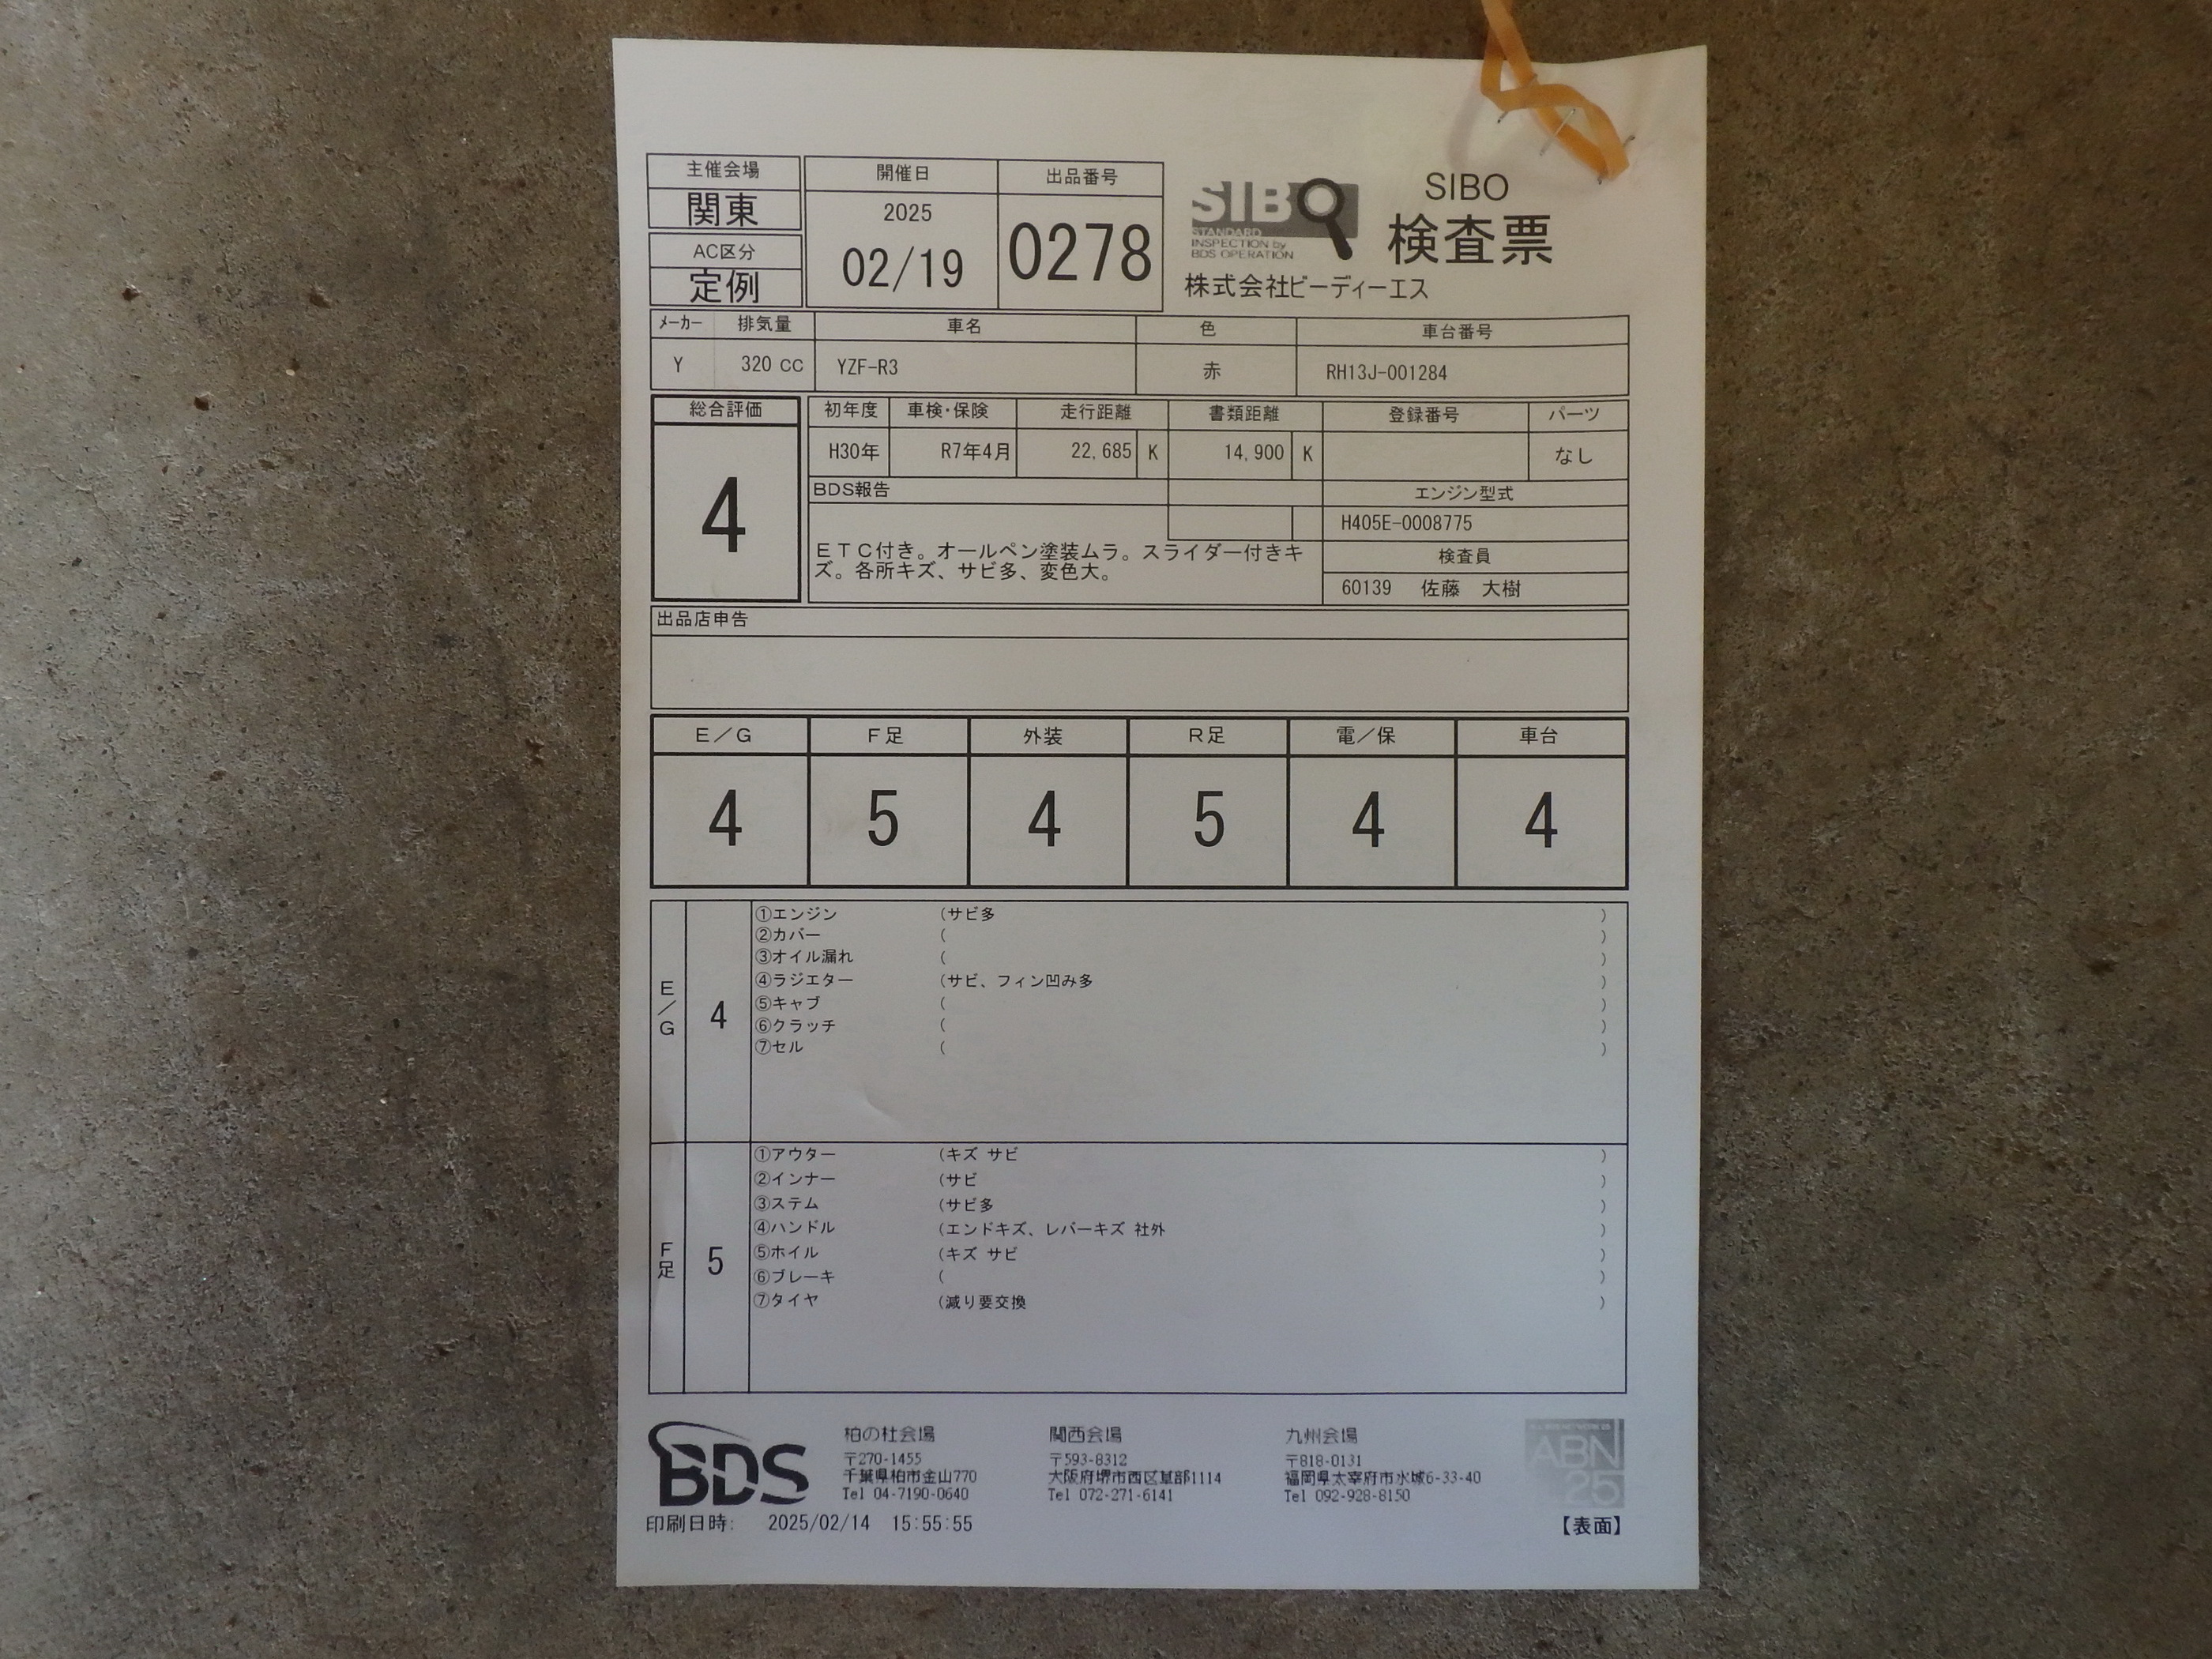 主催会場
関東
AC区分
定例
開催日
2025
02/19
出品番号
0278
SIBO
STANDARD
INSPECTION by
BDS OPERATION
SIBO
検査票
株式会社ビーディーエス
メーカー 排気量 車名 色 車台番号
Y 320 CC YZF-R3 赤 RH13J-001284
総合評価
4
初年度 車検・保険 走行距離 書類距離 登録番号 パーツ
H30年 R7年4月 22,685 K 14,900 K なし
BDS報告
ETC付き。オールペン塗装ムラ。スライダー付きキ
ズ。各所キズ、サビ多、変色大。
エンジン型式
H405E-0008775
検査員
60139 佐藤 大樹
出品店申告
E/G F足 外装 R足 電/保 車台
4 5 4 5 4 4
E/G
4
①エンジン (サビ多 )
②カバー ( )
③オイル漏れ ( )
④ラジエター (サビ、フィン凹み多 )
⑤キャブ ( )
⑥クラッチ ( )
⑦セル ( )
F足
5
①アウター (キズ サビ )
②インナー (サビ )
③ステム (サビ多 )
④ハンドル (エンドキズ、レバーキズ 社外 )
⑤ホイル (キズ サビ )
⑥ブレーキ ( )
⑦タイヤ (減り要交換 )
BDS
柏の杜会場
〒270-1455
千葉県柏市金山770
Tel 04-7190-0640
関西会場
〒593-8312
大阪府堺市西区草部1114
Tel 072-271-6141
九州会場
〒818-0131
福岡県太宰府市水城6-33-40
Tel 092-928-8150
ABN
25
印刷日時: 2025/02/14 15:55:55
【表面】